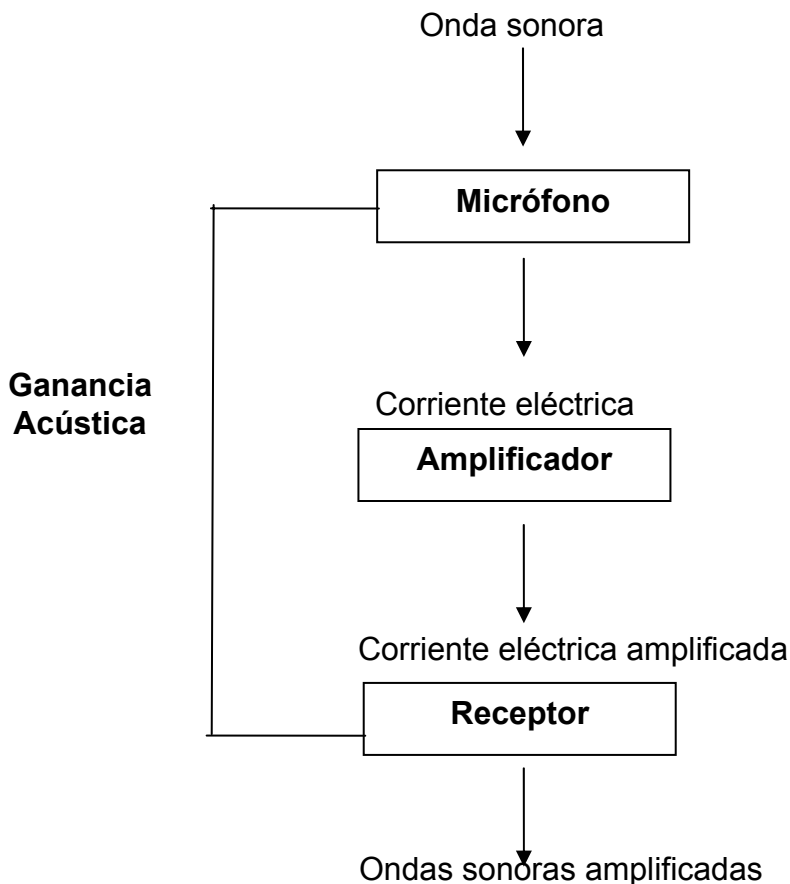 Onda sonora
Micrófono
Ganancia
Acústica
Corriente eléctrica
Amplificador
Corriente eléctrica amplificada
Receptor
Ondas sonoras amplificadas